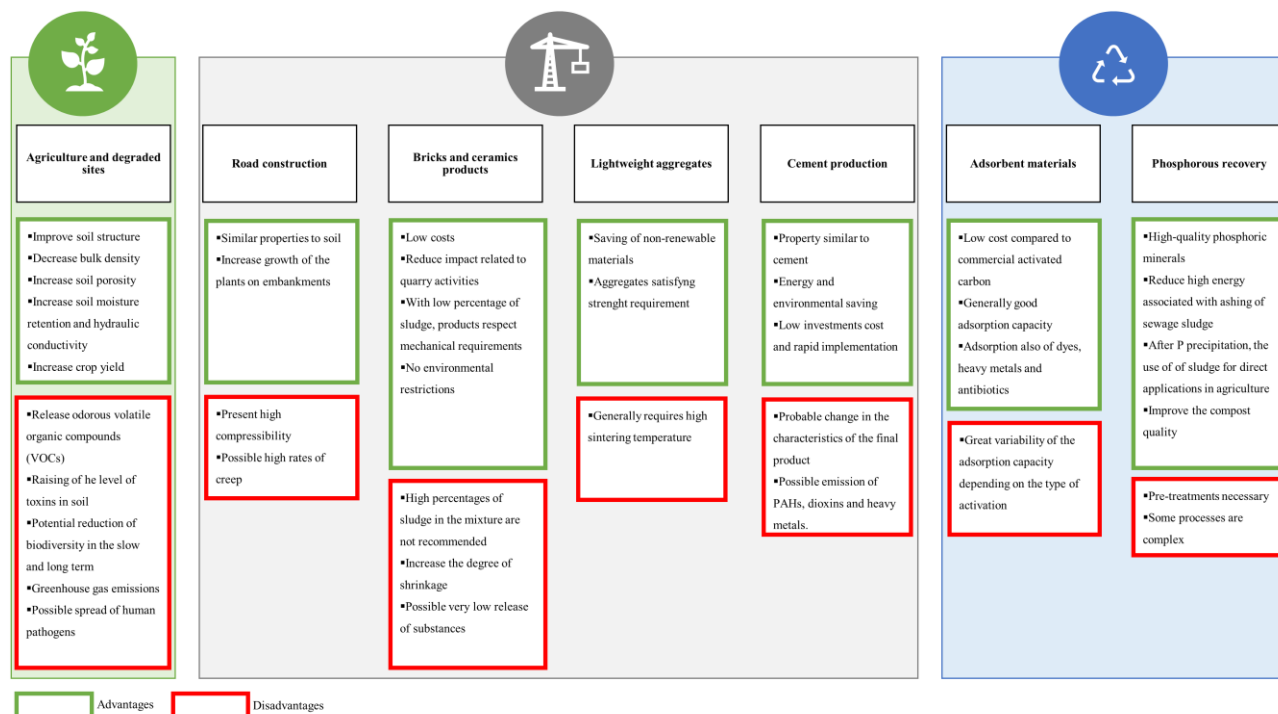 Agriculture and degraded
sites
Road construction
Bricks and ceramics
products
Lightweight aggregates
Cement production
Adsorbent materials
Phosphorous recovery
▪Improve soil structure
▪Decrease bulk density
▪Increase soil porosity
▪Increase soil moisture
retention and hydraulic
conductivity
▪Increase crop yield
▪Release odorous volatile
organic compounds
(VOCs)
▪Raising of he level of
toxins in soil
▪Potential reduction of
biodiversity in the slow
and long term
▪Greenhouse gas emissions
▪Possible spread of human
pathogens
▪Similar properties to soil
▪Increase growth of the
plants on embankments
▪Present high
compressibility
▪Possible high rates of
creep
▪Low costs
▪Reduce impact related to
quarry activities
▪With low percentage of
sludge, products respect
mechanical requirements
▪No environmental
restrictions
▪High percentages of
sludge in the mixture are
not recommended
▪Increase the degree of
shrinkage
▪Possible very low release
of substances
▪Saving of non-renewable
materials
▪Aggregates satisfyng
strenght requirement
▪Generally requires high
sintering temperature
▪Property similar to
cement
▪Energy and
environmental saving
▪Low investments cost
and rapid implementation
▪Probable change in the
characteristics of the final
product
▪Possible emission of
PAHs, dioxins and heavy
metals.
▪Low cost compared to
commercial activated
carbon
▪Generally good
adsorption capacity
▪Adsorption also of dyes,
heavy metals and
antibiotics
▪Great variability of the
adsorption capacity
depending on the type of
activation
▪High-quality phosphoric
minerals
▪Reduce high energy
associated with ashing of
sewage sludge
▪After P precipitation, the
use of of sludge for direct
applications in agriculture
▪Improve the compost
quality
▪Pre-treatments necessary
▪Some processes are
complex
Advantages
Disadvantages